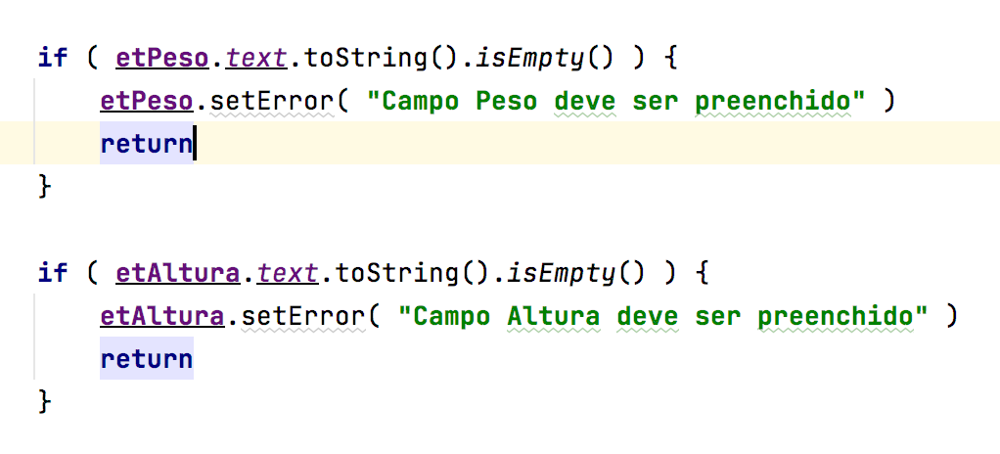 if ( etPeso.text.toString().isEmpty() ) {
etPeso.setError( "Campo Peso deve ser preenchido" )
return
}
if ( etAltura.text.toString().isEmpty() ) {
etAltura.setError( "Campo Altura deve ser preenchido" )
return
}